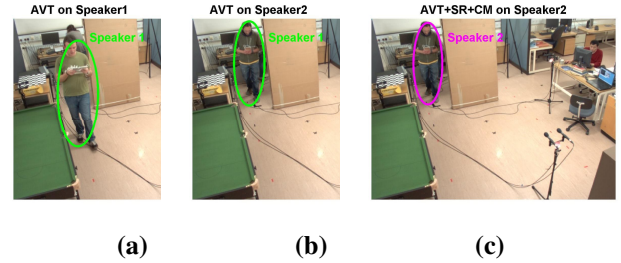 AVT on Speaker1
AVT on Speaker2
AVT+SR+CM on Speaker2
Speaker 1
Speaker 1
Speaker 2
(a)
(b)
(c)